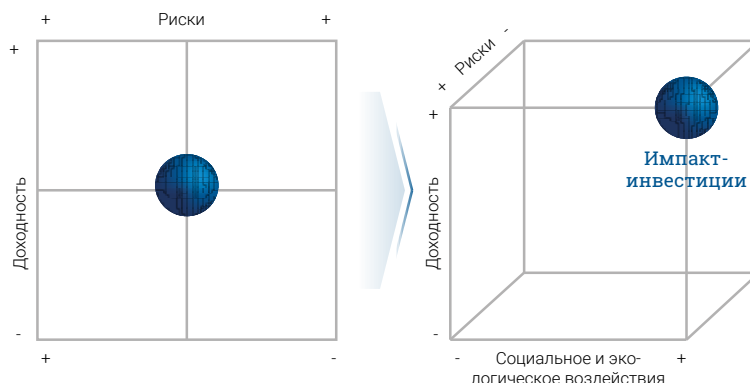 + Риски +
+
Доходность
-
+ -
Риски -
+
+
Импакт-
инвестиции
Доходность
-
- Социальное и эко- +
логическое воздействия